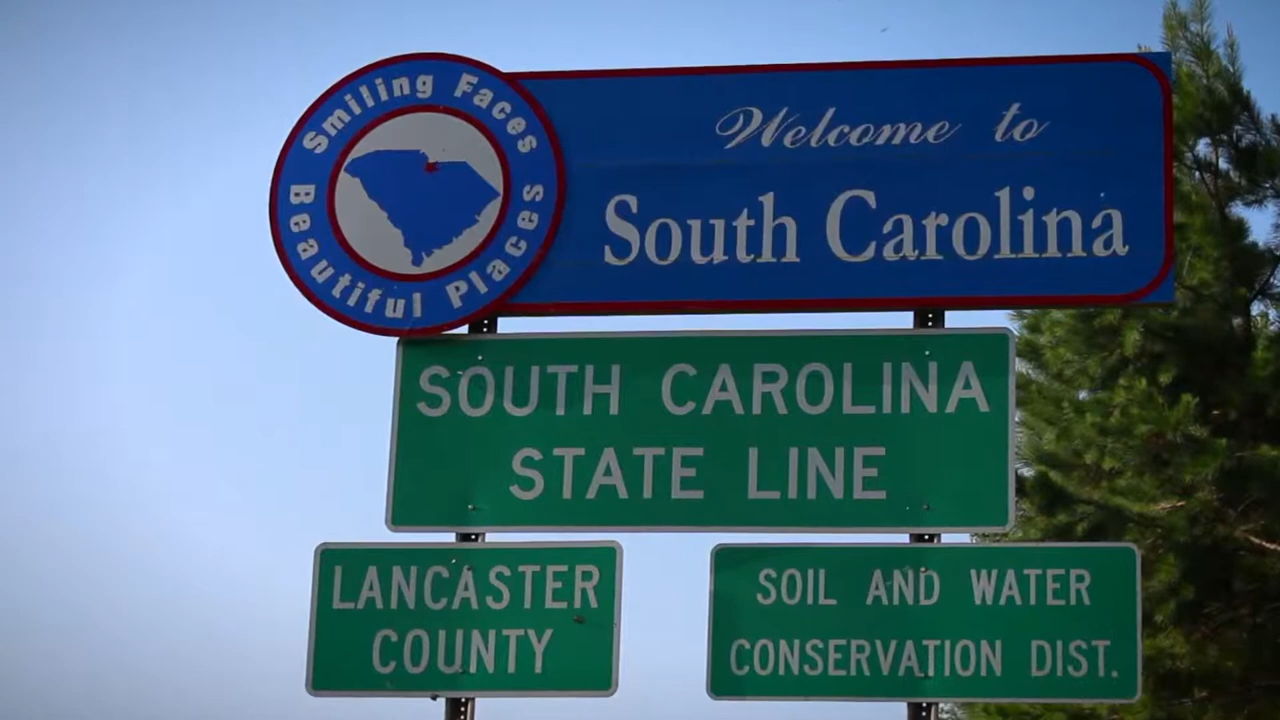 Smiling Faces
Beautiful Places
Welcome to
South Carolina
SOUTH CAROLINA
STATE LINE
LANCASTER
COUNTY
SOIL AND WATER
CONSERVATION DIST.